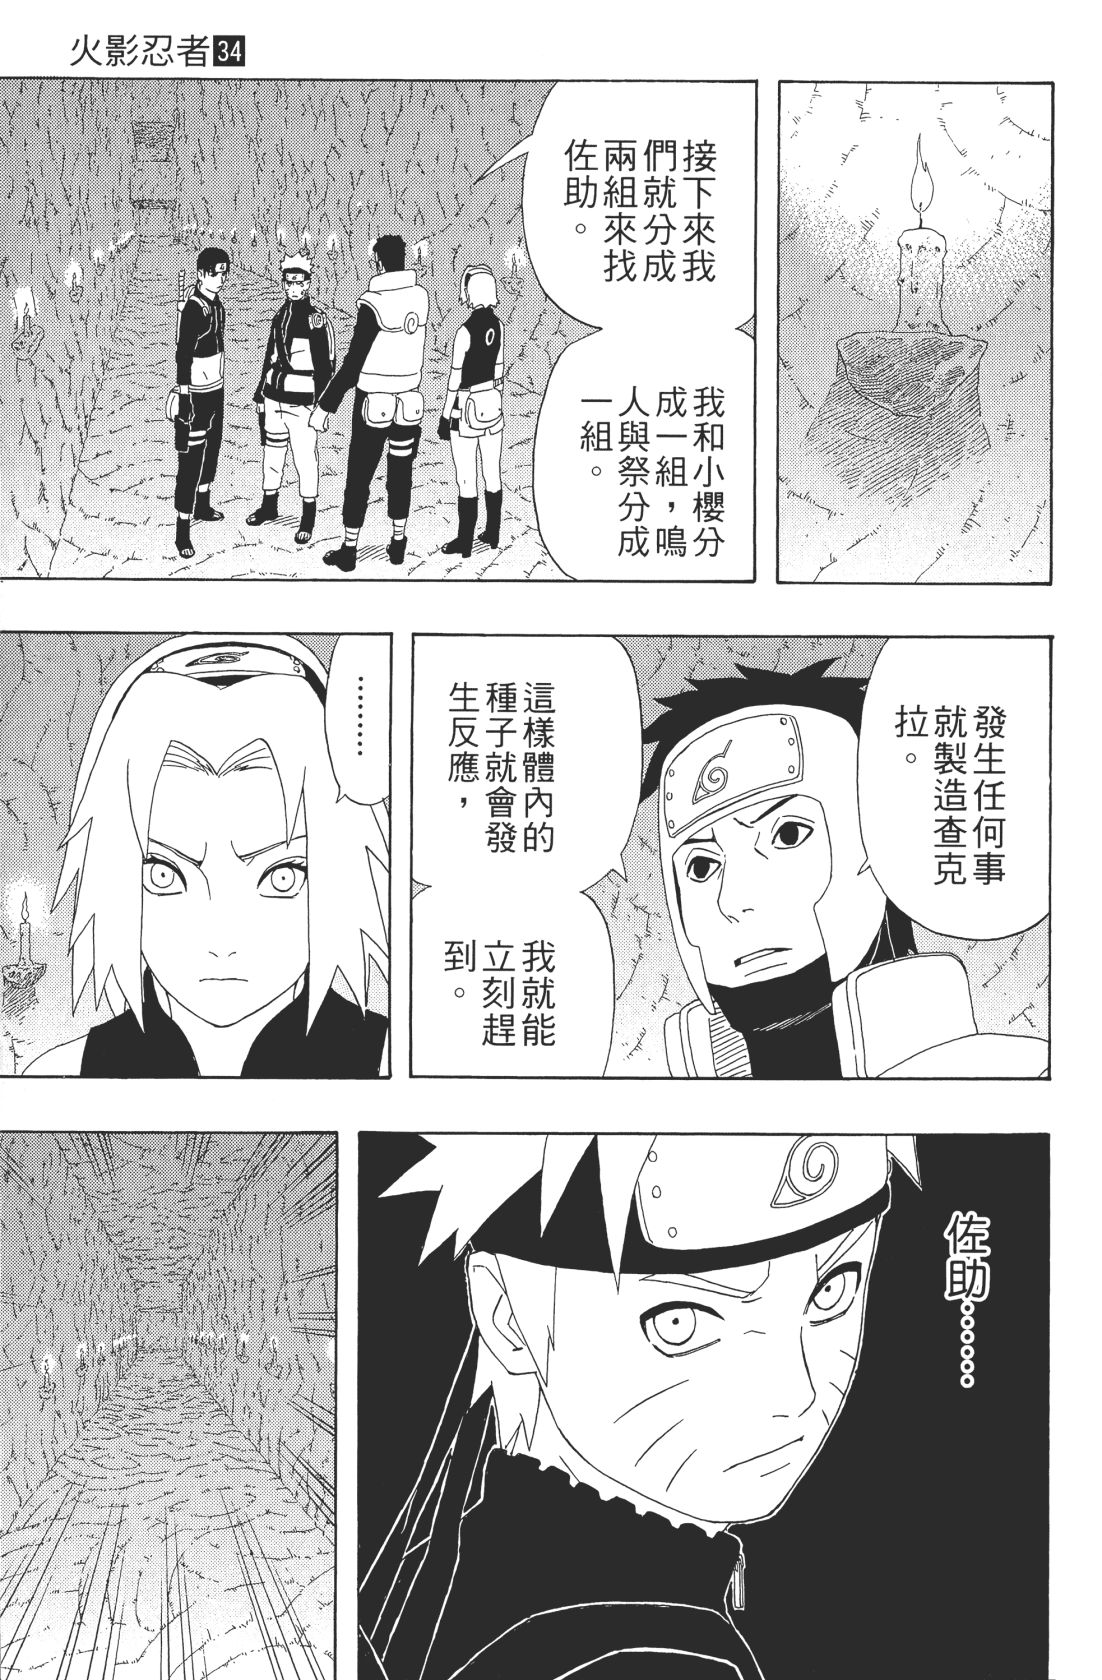 火影忍者34
接下來我
們就分成
兩組來找
佐助。
我和小櫻分
成一組，鳴
人與祭分成
一組。
發生任何事
就製造查克
拉。
這樣體內的
種子就會發
生反應，
我就能
立刻趕
到。
………
佐助………